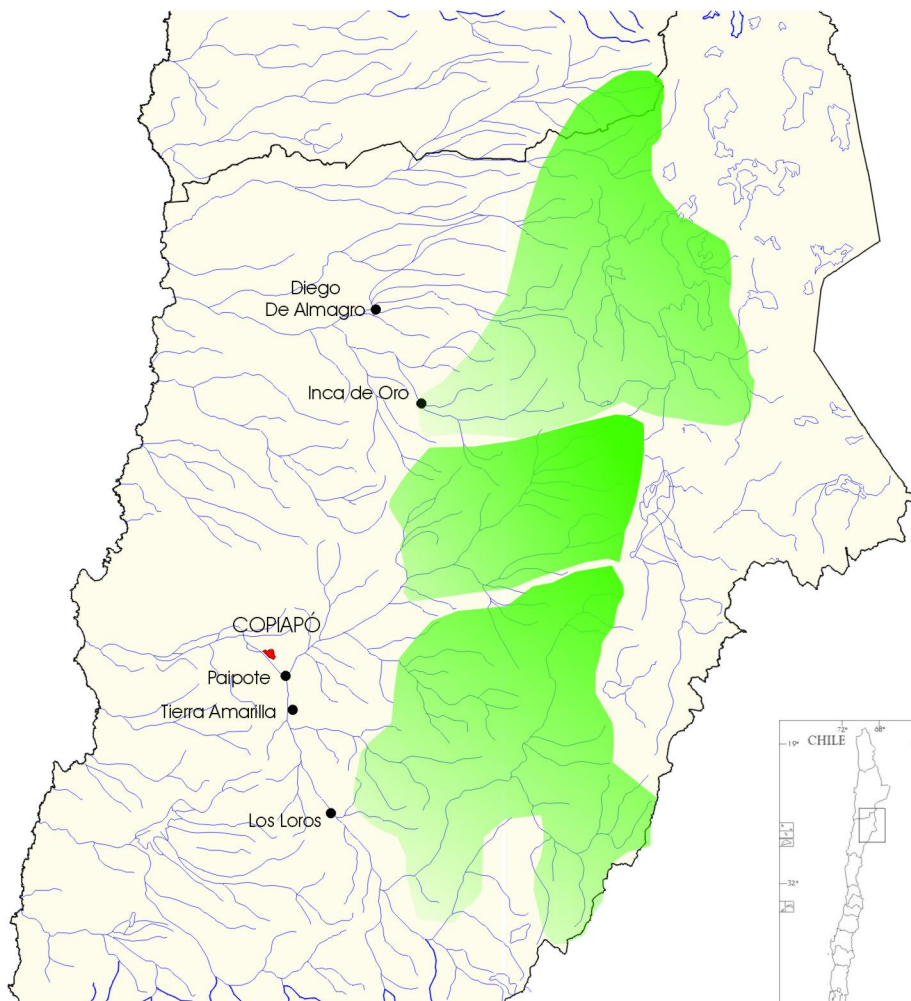 Diego
De Almagro
Inca de Oro
COPIAPÓ
Paipote
Tierra Amarilla
Los Loros
72° 68°
CHILE
19°
32°